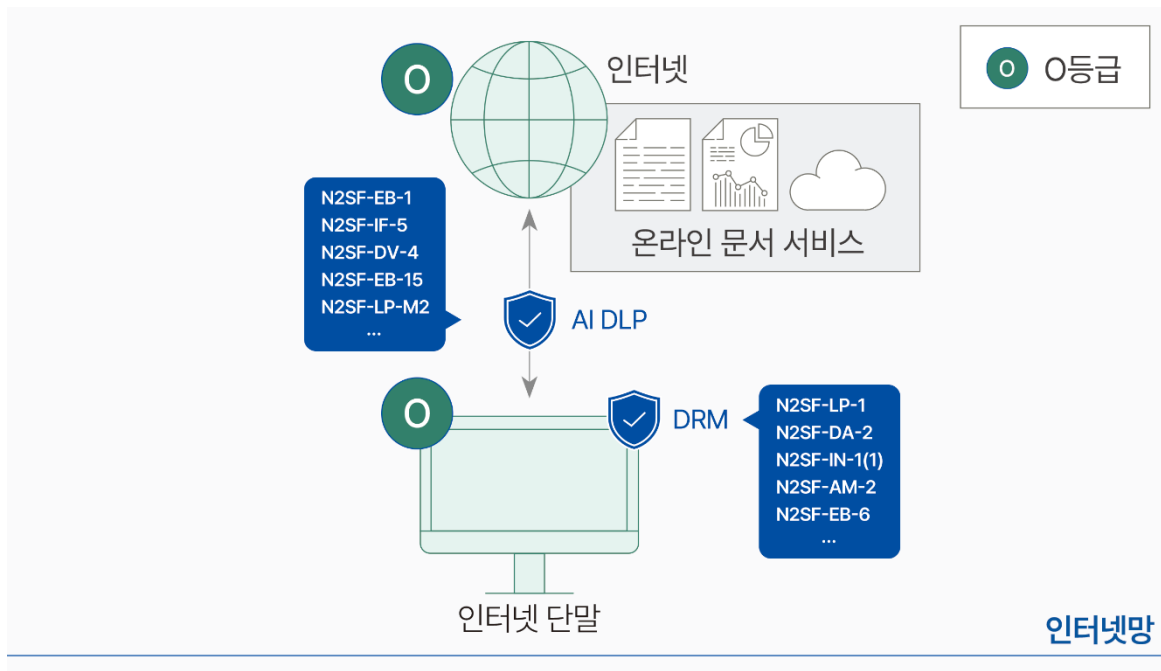 O
인터넷
O O등급
온라인 문서 서비스
N2SF-EB-1
N2SF-IF-5
N2SF-DV-4
N2SF-EB-15
N2SF-LP-M2
...
AI DLP
O
DRM
N2SF-LP-1
N2SF-DA-2
N2SF-IN-1(1)
N2SF-AM-2
N2SF-EB-6
...
인터넷 단말
인터넷망